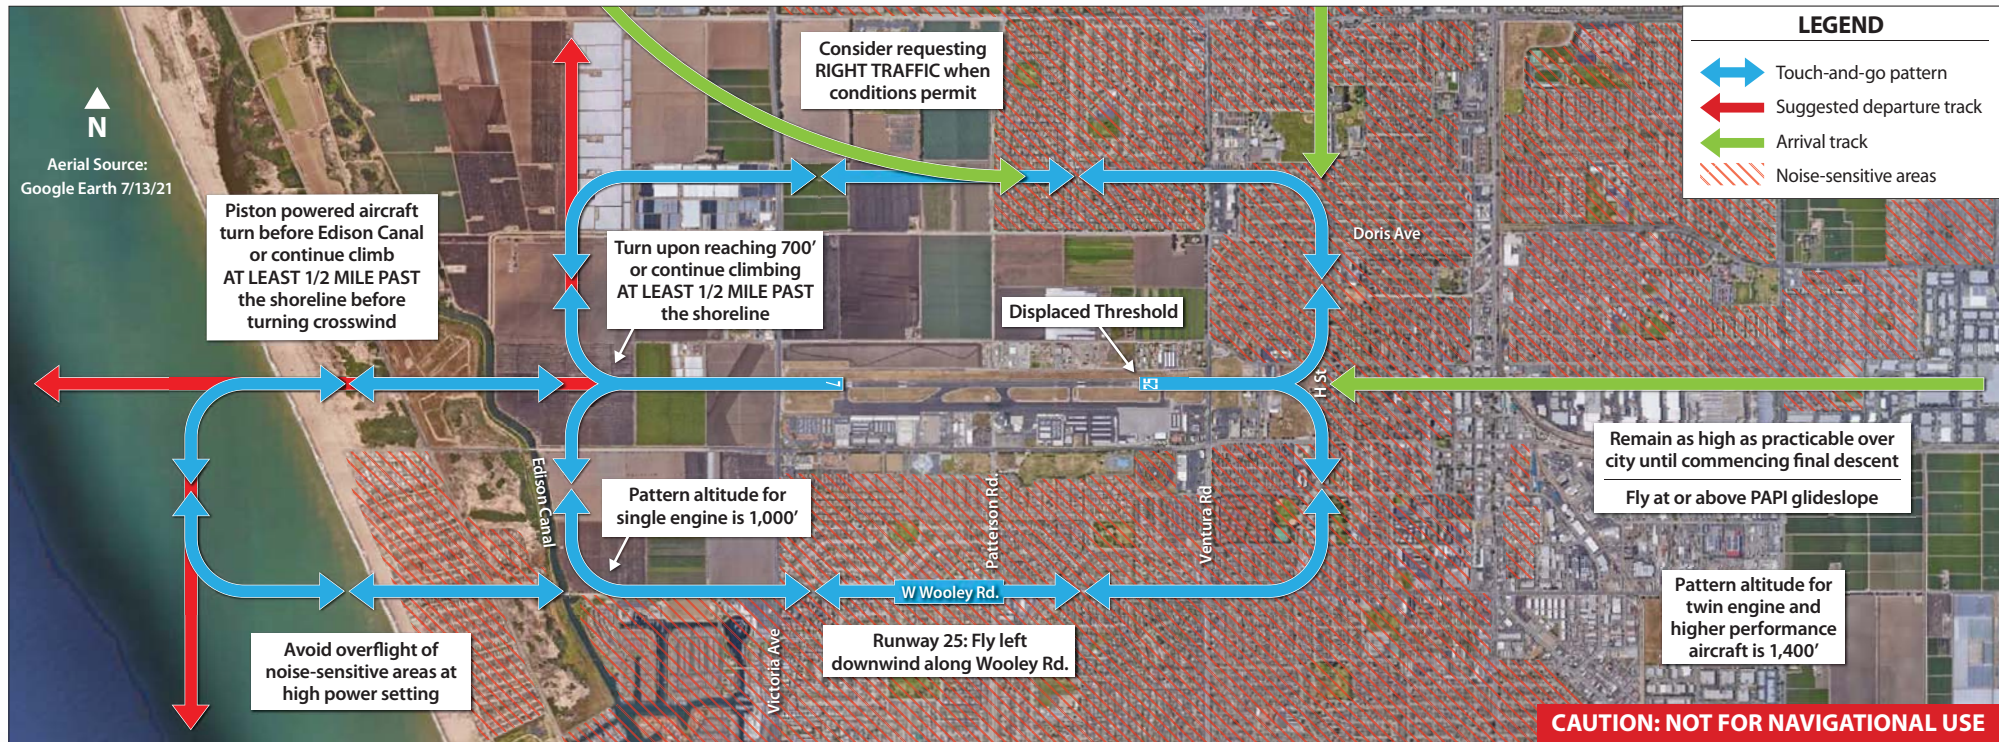 N
Aerial Source:
Google Earth 7/13/21
Consider requesting
RIGHT TRAFFIC when
conditions permit
LEGEND
Touch-and-go pattern
Suggested departure track
Arrival track
Noise-sensitive areas
Piston powered aircraft
turn before Edison Canal
or continue climb
AT LEAST 1/2 MILE PAST
the shoreline before
turning crosswind
Turn upon reaching 700’
or continue climbing
AT LEAST 1/2 MILE PAST
the shoreline
Displaced Threshold
Doris Ave
7
25
H St
Remain as high as practicable over
city until commencing final descent
Fly at or above PAPI glideslope
Edison Canal
Pattern altitude for
single engine is 1,000’
Patterson Rd.
Ventura Rd
W Wooley Rd.
Pattern altitude for
twin engine and
higher performance
aircraft is 1,400’
Avoid overflight of
noise-sensitive areas at
high power setting
Victoria Ave
Runway 25: Fly left
downwind along Wooley Rd.
CAUTION: NOT FOR NAVIGATIONAL USE